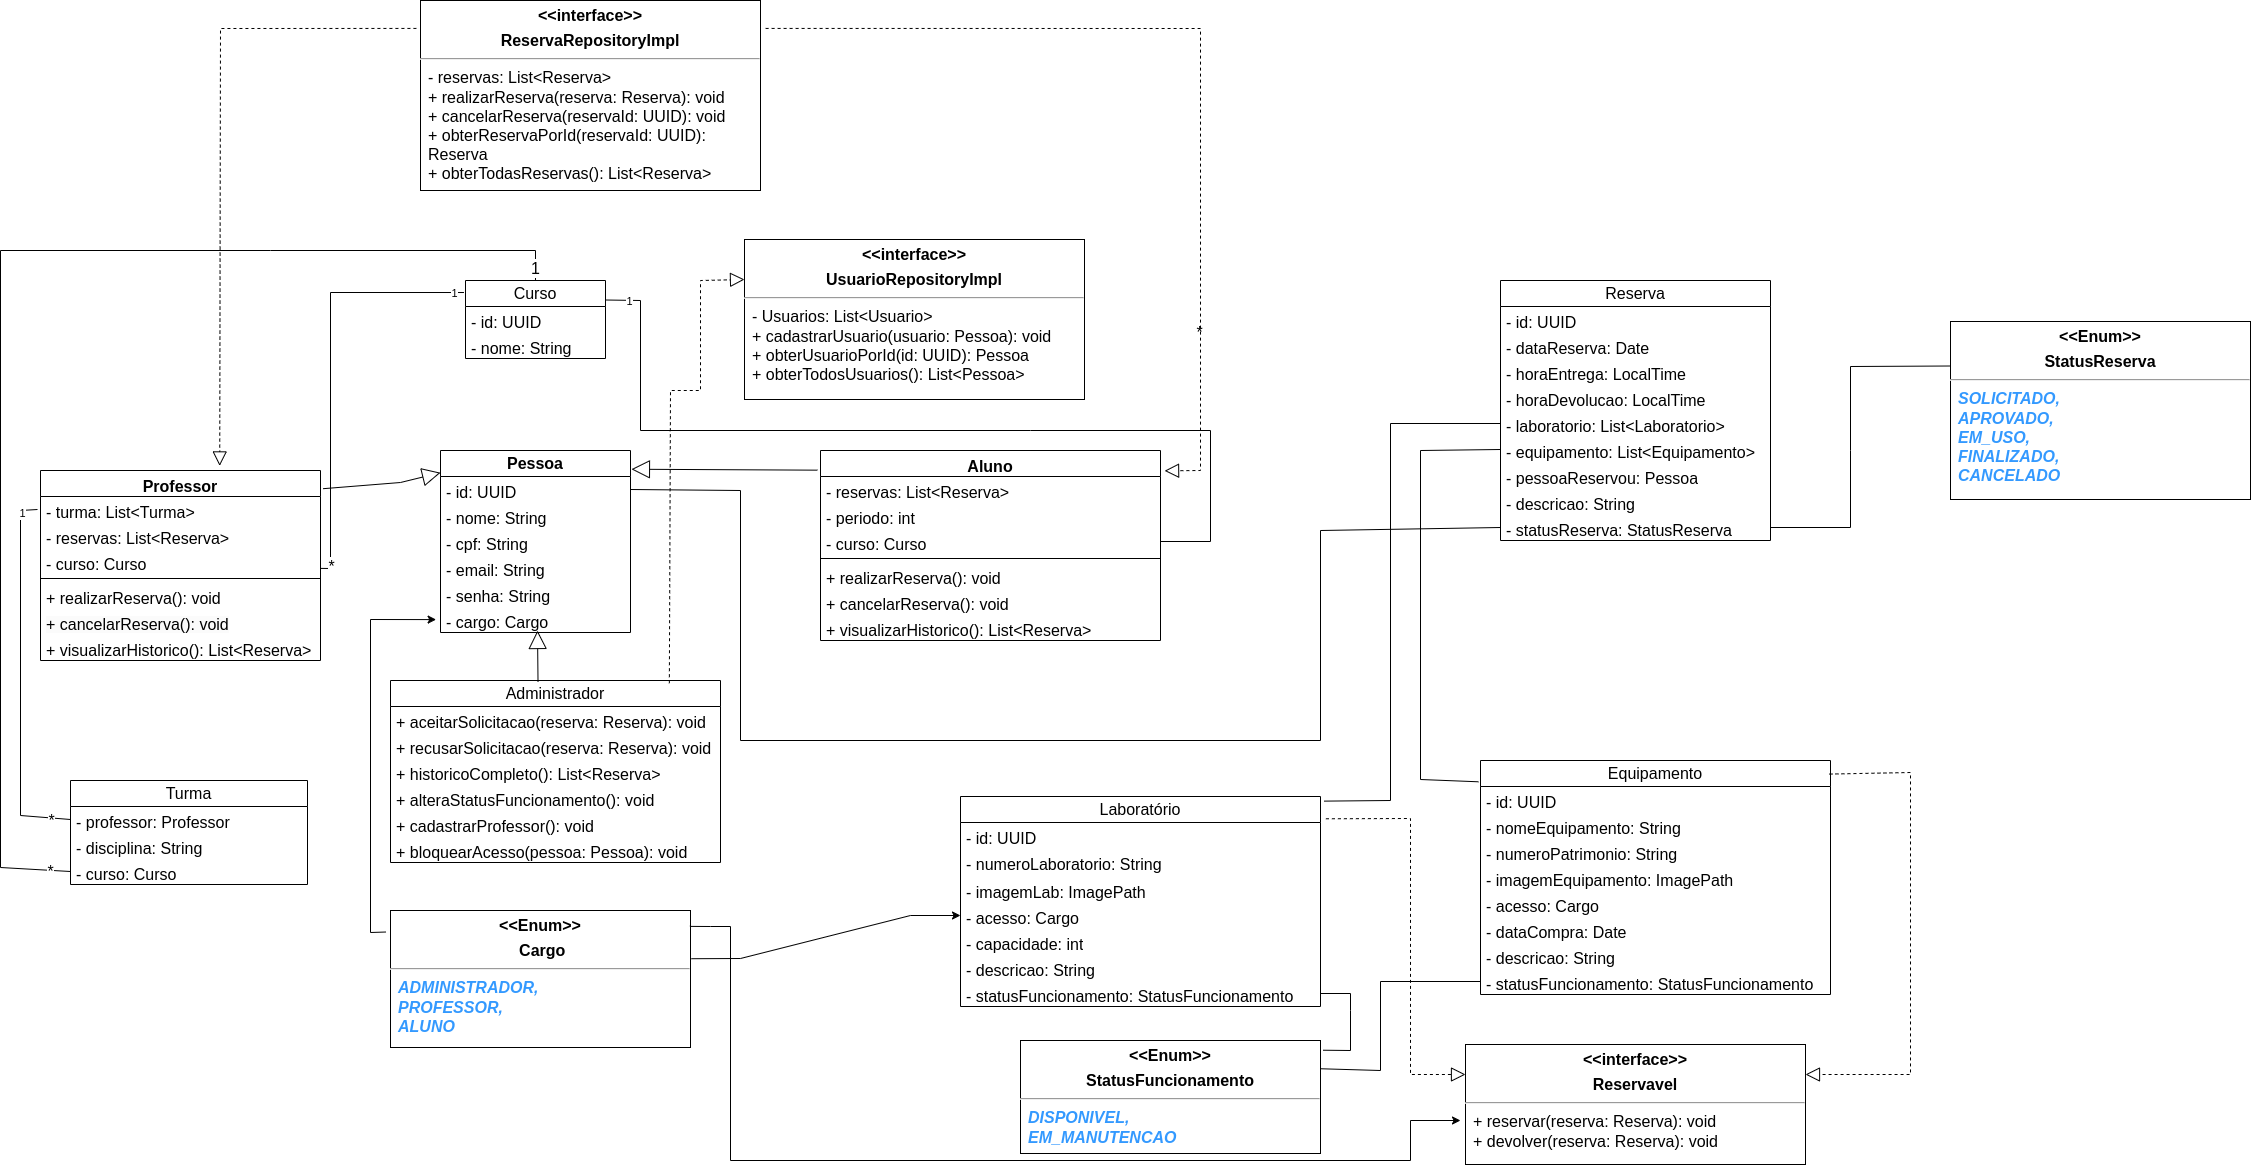 <<interface>>
ReservaRepositoryImpl
- reservas: List<Reserva>
+ realizarReserva(reserva: Reserva): void
+ cancelarReserva(reservaId: UUID): void
+ obterReservaPorId(reservaId: UUID):
Reserva
+ obterTodasReservas(): List<Reserva>
<<interface>>
UsuarioRepositoryImpl
- Usuarios: List<Usuario>
+ cadastrarUsuario(usuario: Pessoa): void
+ obterUsuarioPorId(id: UUID): Pessoa
+ obterTodosUsuarios(): List<Pessoa>
*
1
1
Curso
1
- id: UUID
- nome: String
Reserva
- id: UUID
- dataReserva: Date
- horaEntrega: LocalTime
- horaDevolucao: LocalTime
- laboratorio: List<Laboratorio>
- equipamento: List<Equipamento>
- pessoaReservou: Pessoa
- descricao: String
- statusReserva: StatusReserva
<<Enum>>
StatusReserva
SOLICITADO,
APROVADO,
EM_USO,
FINALIZADO,
CANCELADO
Professor
1
- turma: List<Turma>
- reservas: List<Reserva>
- curso: Curso
*
+ realizarReserva(): void
+ cancelarReserva(): void
+ visualizarHistorico(): List<Reserva>
Pessoa
- id: UUID
- nome: String
- cpf: String
- email: String
- senha: String
- cargo: Cargo
Aluno
- reservas: List<Reserva>
- periodo: int
- curso: Curso
+ realizarReserva(): void
+ cancelarReserva(): void
+ visualizarHistorico(): List<Reserva>
Administrador
+ aceitarSolicitacao(reserva: Reserva): void
+ recusarSolicitacao(reserva: Reserva): void
+ historicoCompleto(): List<Reserva>
+ alteraStatusFuncionamento(): void
+ cadastrarProfessor(): void
+ bloquearAcesso(pessoa: Pessoa): void
Turma
*
- professor: Professor
- disciplina: String
*
- curso: Curso
<<Enum>>
Cargo
ADMINISTRADOR,
PROFESSOR,
ALUNO
Laboratório
- id: UUID
- numeroLaboratorio: String
- imagemLab: ImagePath
- acesso: Cargo
- capacidade: int
- descricao: String
- statusFuncionamento: StatusFuncionamento
Equipamento
- id: UUID
- nomeEquipamento: String
- numeroPatrimonio: String
- imagemEquipamento: ImagePath
- acesso: Cargo
- dataCompra: Date
- descricao: String
- statusFuncionamento: StatusFuncionamento
<<Enum>>
StatusFuncionamento
DISPONIVEL,
EM_MANUTENCAO
<<interface>>
Reservavel
+ reservar(reserva: Reserva): void
+ devolver(reserva: Reserva): void